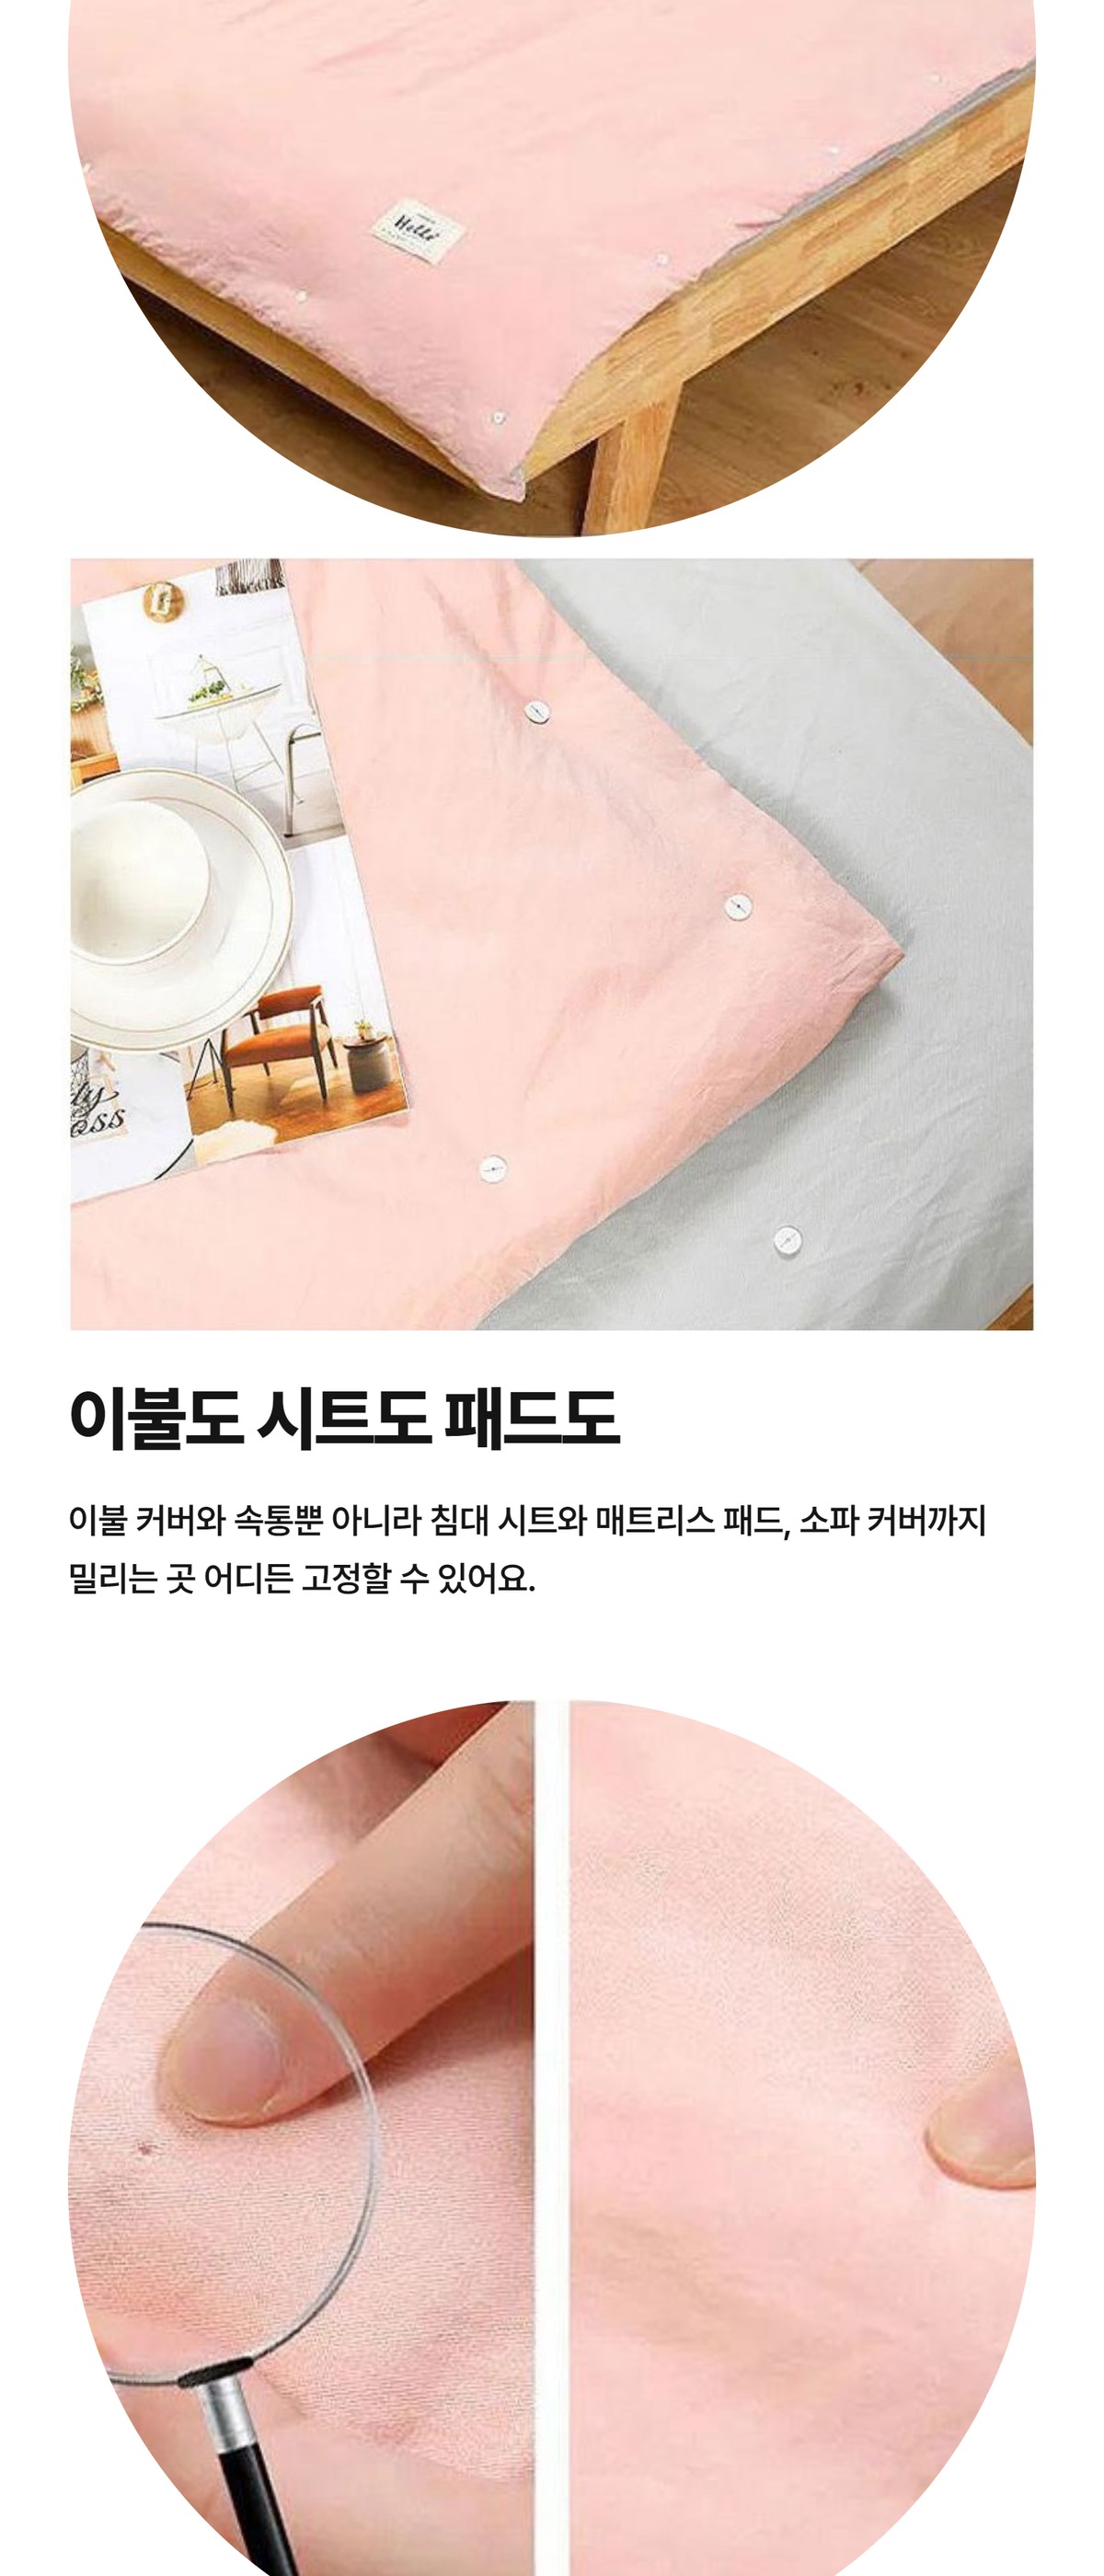 Hello
이불도 시트도 패드도
이불 커버와 속통뿐 아니라 침대 시트와 매트리스 패드, 소파 커버까지
밀리는 곳 어디든 고정할 수 있어요.